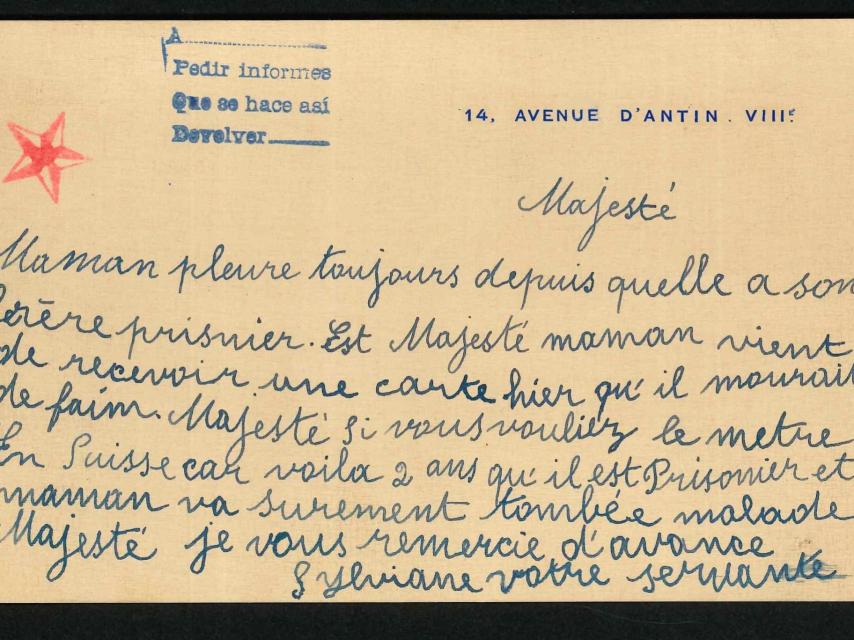 A
Pedir informes
Que se hace así
Devolver
14, AVENUE D'ANTIN. VIIIᵉ
Majesté
Maman pleure toujours depuis quelle a son
frère prisnier. Est Majesté maman vient
de recevoir une carte hier qu'il mourait
de faim. Majesté si vous vouliez le metre
En Suisse car voila 2 ans qu'il est Prisonier et
maman va surement tombée malade
Majesté je vous remercie d'avance
Sylviane votre servante